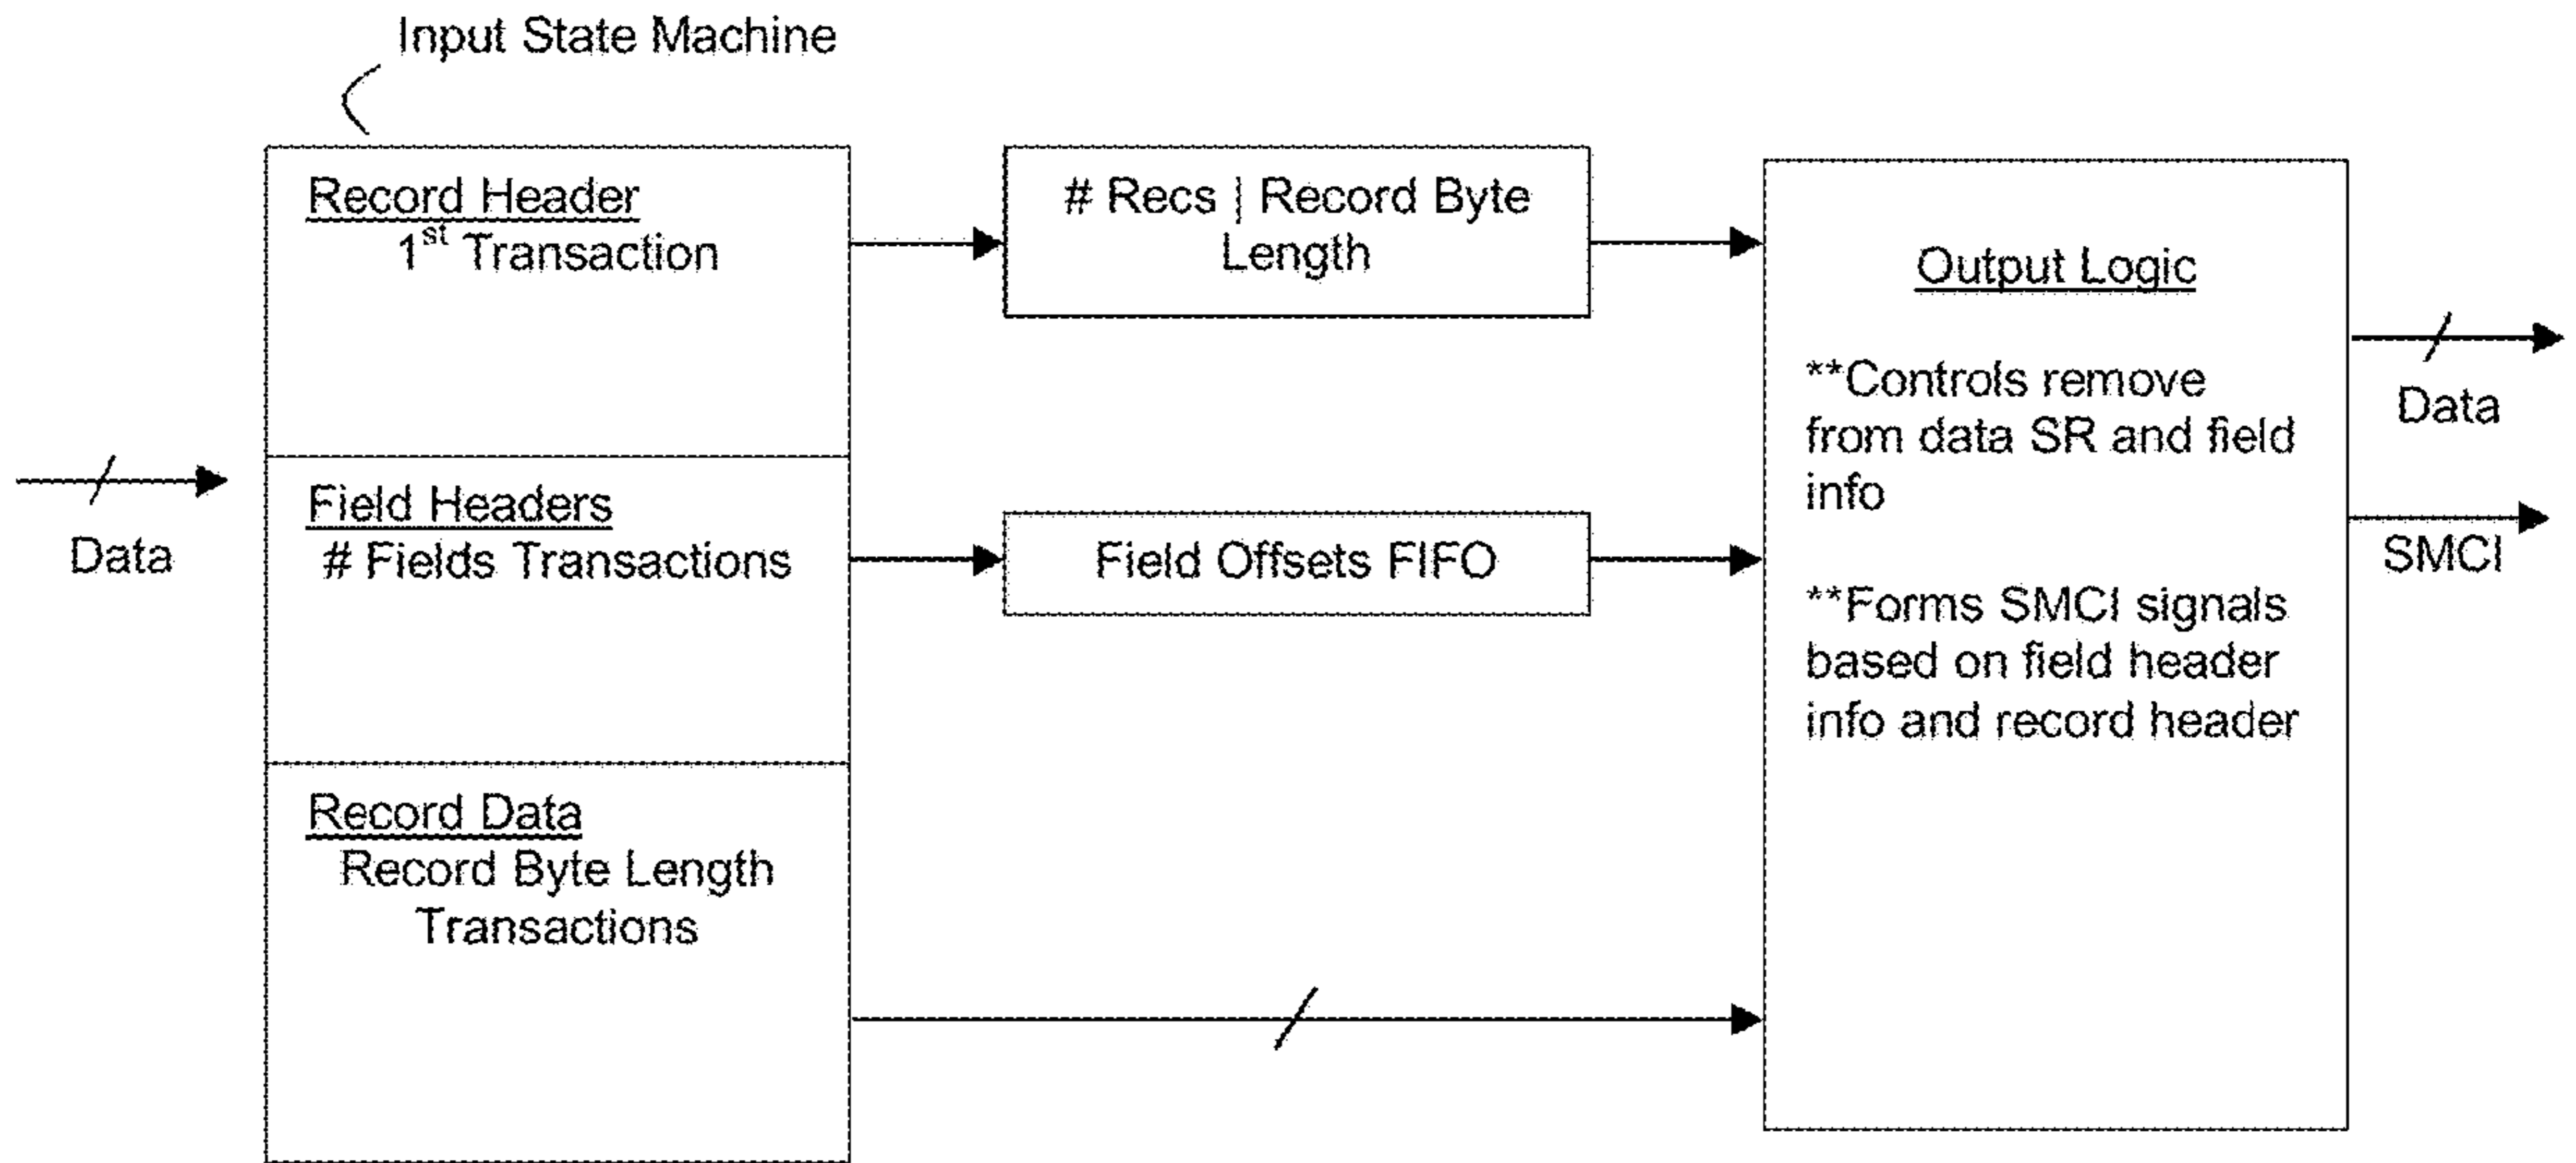 Input State Machine
Record Header
1st Transaction
# Recs | Record Byte
Length
Output Logic
**Controls remove
from data SR and field
info
**Forms SMCI signals
based on field header
info and record header
Data
Field Headers
# Fields Transactions
Field Offsets FIFO
Data
SMCI
Record Data
Record Byte Length
Transactions